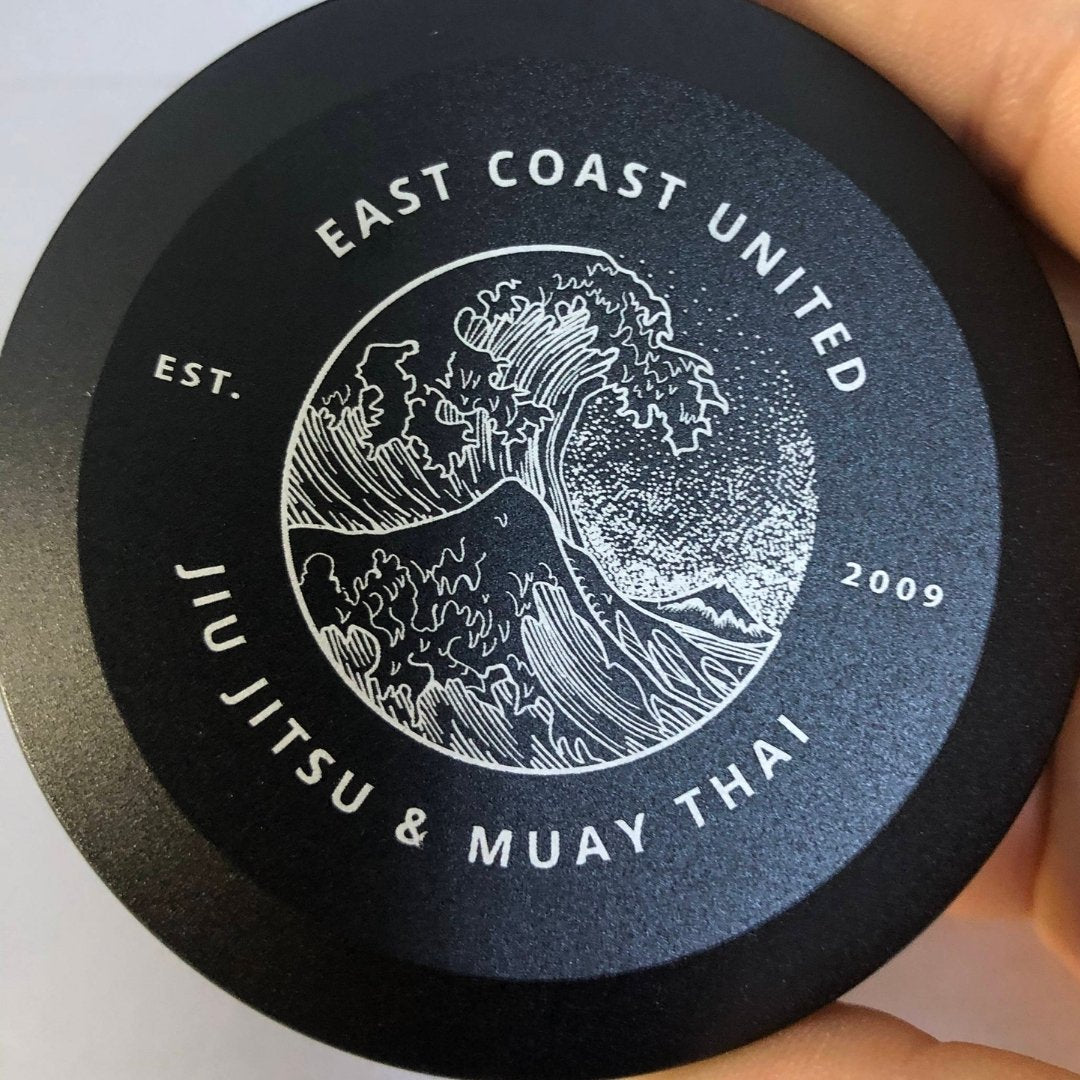 EAST COAST UNITED
EST.
2009
JIU JITSU & MUAY THAI